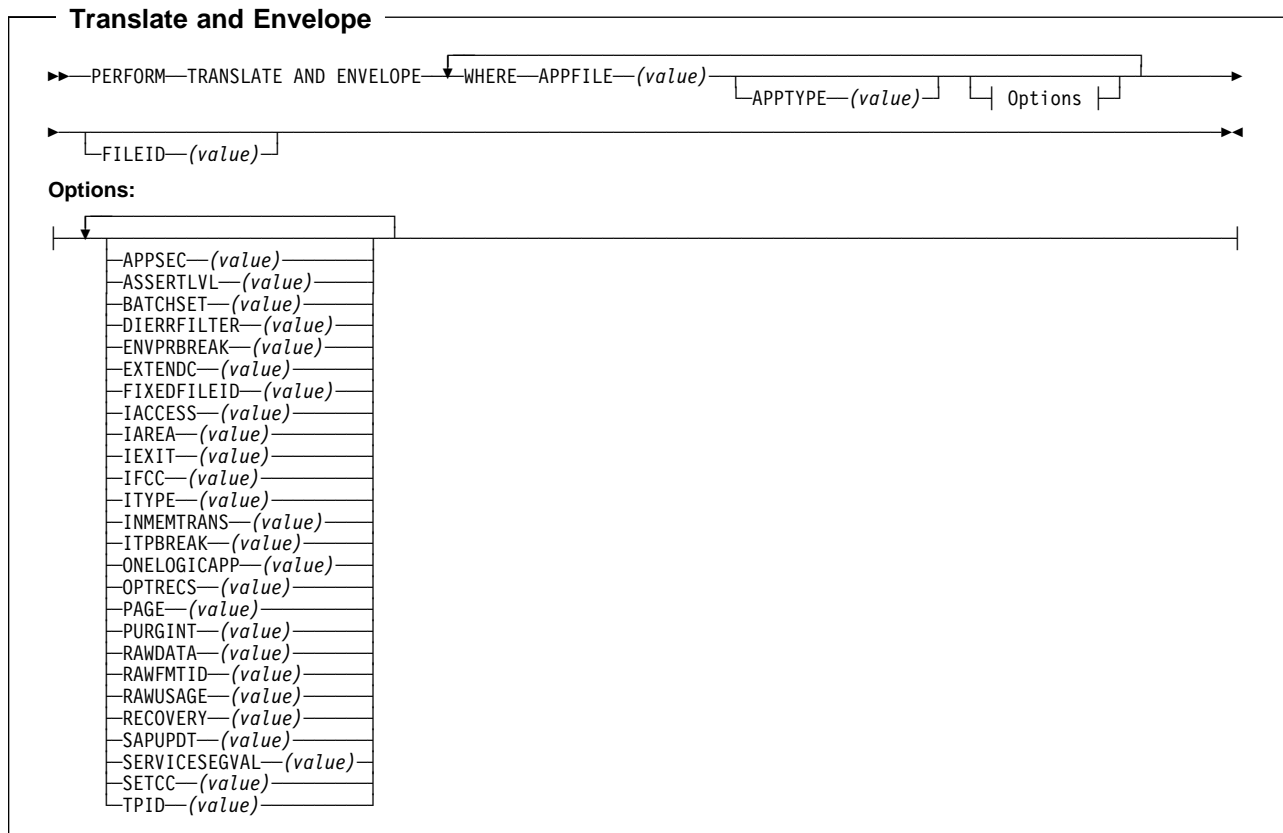 Translate and Envelope
PERFORM TRANSLATE AND ENVELOPE WHERE APPFILE (value)
APPTYPE (value) Options
FILEID (value)
Options:
APPSEC (value)
ASSERTLVL (value)
BATCHSET (value)
DIERRFILTER (value)
ENVPRBREAK (value)
EXTENDC (value)
FIXEDFILEID (value)
IACCESS (value)
IAREA (value)
IEXIT (value)
IFCC (value)
ITYPE (value)
INMEMTRANS (value)
ITPBREAK (value)
ONELOGICAPP (value)
OPTRECS (value)
PAGE (value)
PURGINT (value)
RAWDATA (value)
RAWFMTID (value)
RAWUSAGE (value)
RECOVERY (value)
SAPUPDT (value)
SERVICESEGVAL (value)
SETCC (value)
TPID (value)